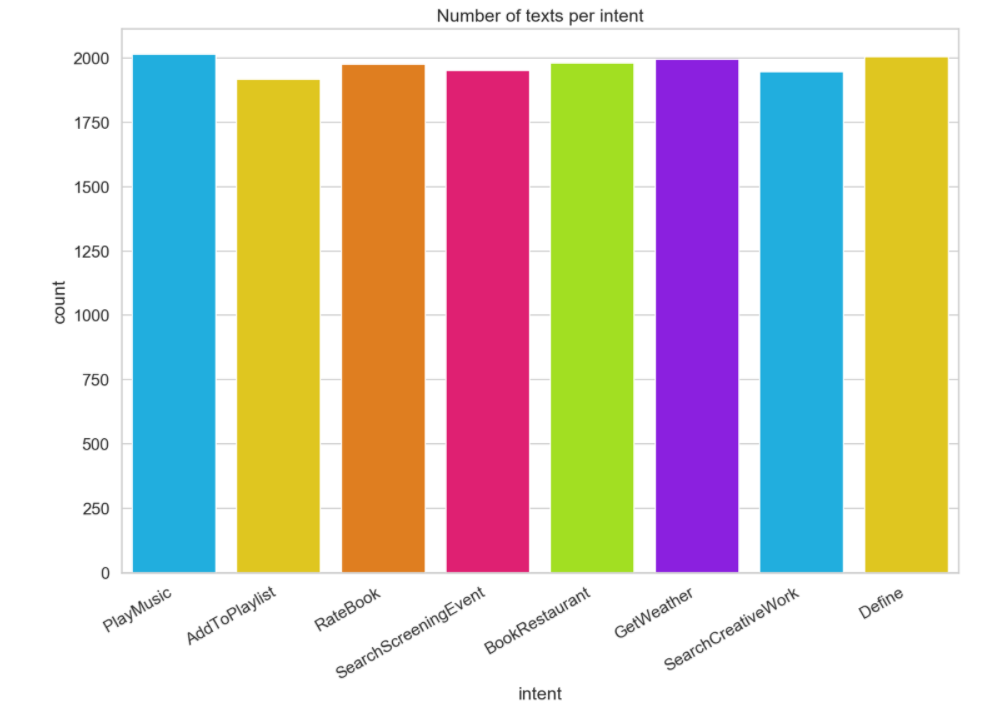 Number of texts per intent
count
2000
1750
1500
1250
1000
750
500
250
0
PlayMusic
AddToPlaylist
RateBook
SearchScreeningEvent
BookRestaurant
GetWeather
SearchCreativeWork
Define
intent